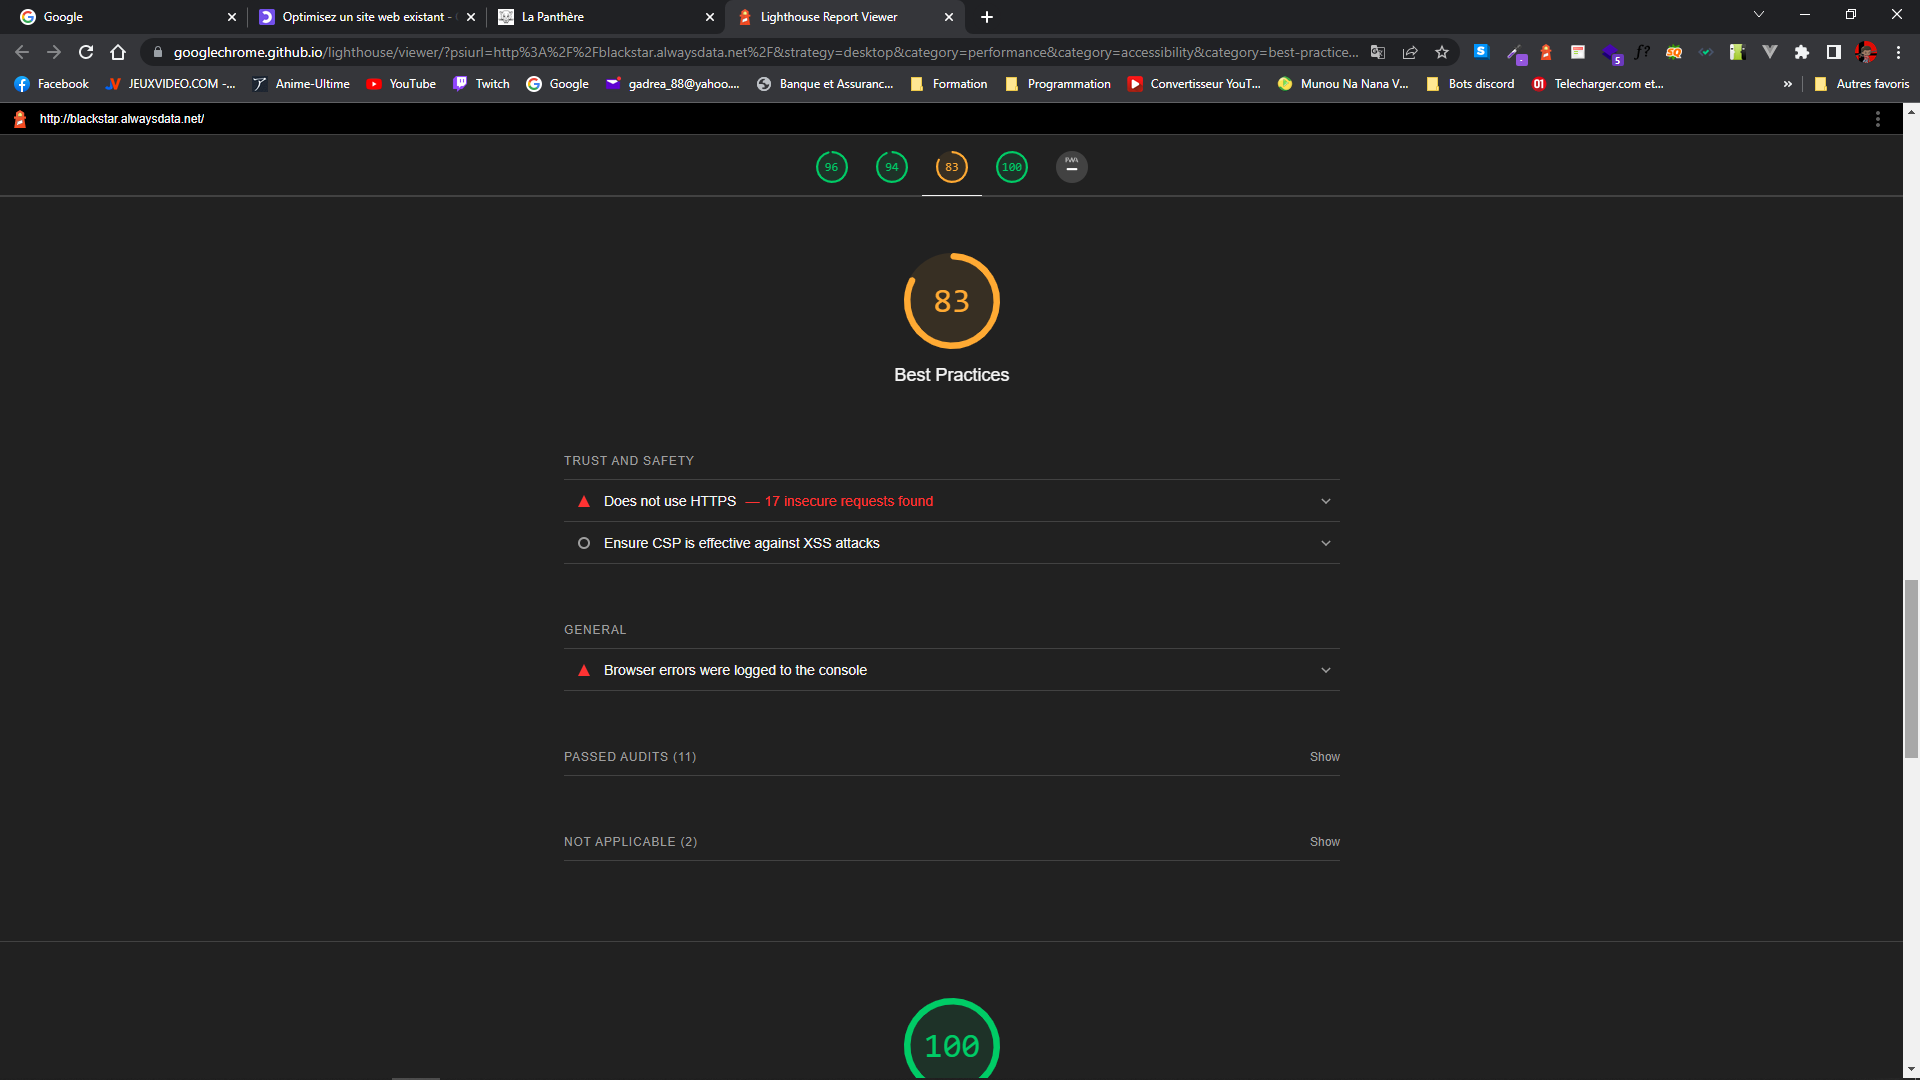 Google
Optimisez un site web existant -
La Panthère
Lighthouse Report Viewer
googlechrome.github.io/lighthouse/viewer/?psiurl=http%3A%2F%2Fblackstar.alwaysdata.net%2F&strategy=desktop&category=performance&category=accessibility&category=best-practice...
Facebook
JEUXVIDEO.COM -...
Anime-Ultime
YouTube
Twitch
Google
gadrea_88@yahoo....
Banque et Assuranc...
Formation
Programmation
Convertisseur YouT...
Munou Na Nana V...
Bots discord
01
Telecharger.com et...
»
Autres favoris
http://blackstar.alwaysdata.net/
96
94
83
100
PWA
83
Best Practices
TRUST AND SAFETY
Does not use HTTPS — 17 insecure requests found
Ensure CSP is effective against XSS attacks
GENERAL
Browser errors were logged to the console
PASSED AUDITS (11)
Show
NOT APPLICABLE (2)
Show
100